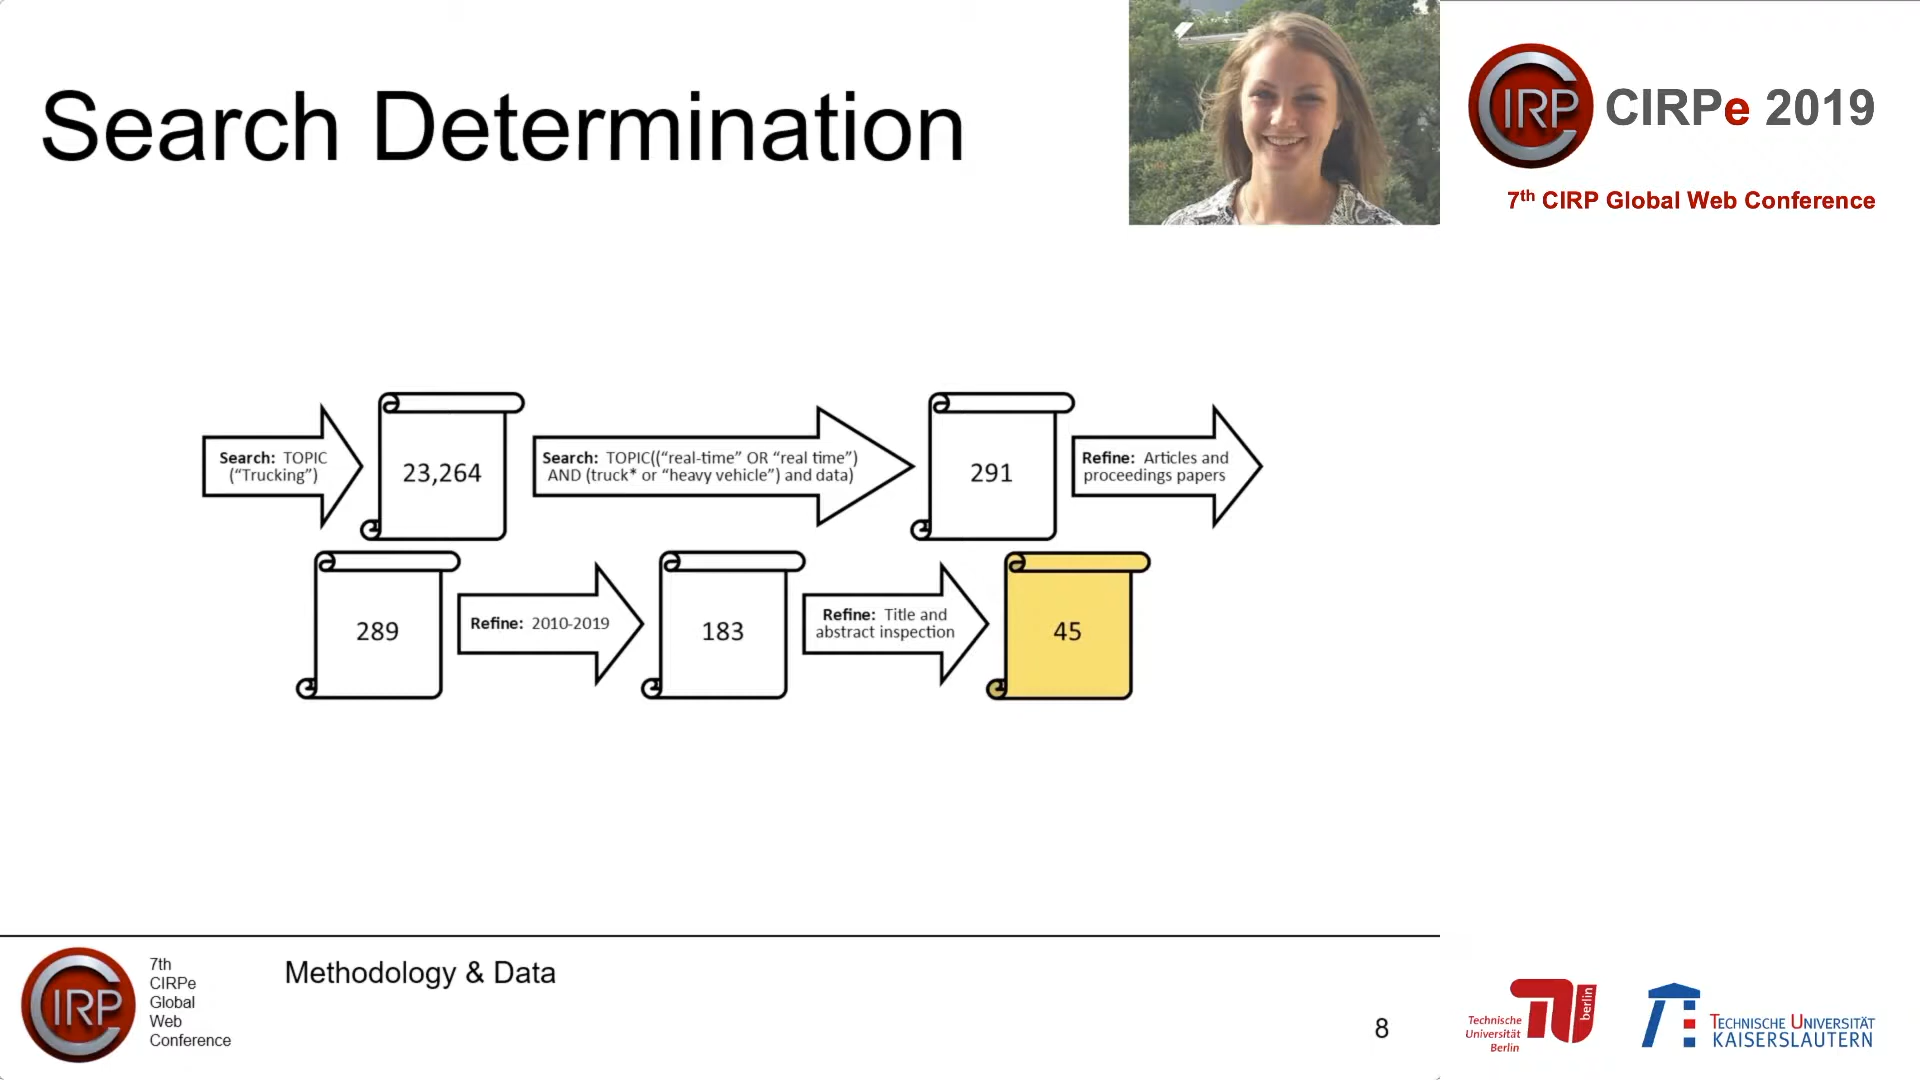 Search Determination
CIRP
CIRPe 2019
7th CIRP Global Web Conference
Search: TOPIC
(“Trucking”)
23,264
Search: TOPIC((“real-time” OR “real time”)
AND (truck* or “heavy vehicle”) and data)
291
Refine: Articles and
proceedings papers
289
Refine: 2010-2019
183
Refine: Title and
abstract inspection
45
CIRP
7th
CIRPe
Global
Web
Conference
Methodology & Data
8
Technische
Universität
Berlin
berlin
TECHNISCHE UNIVERSITÄT
KAISERSLAUTERN